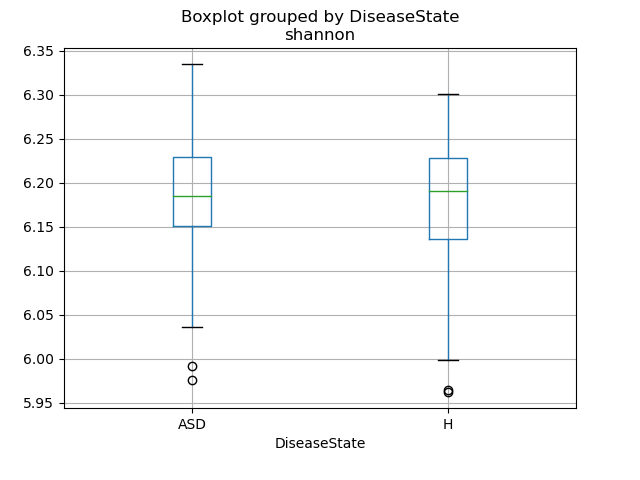 Boxplot grouped by DiseaseState
shannon
6.35
6.30
6.25
6.20
6.15
6.10
6.05
6.00
5.95
ASD
H
DiseaseState